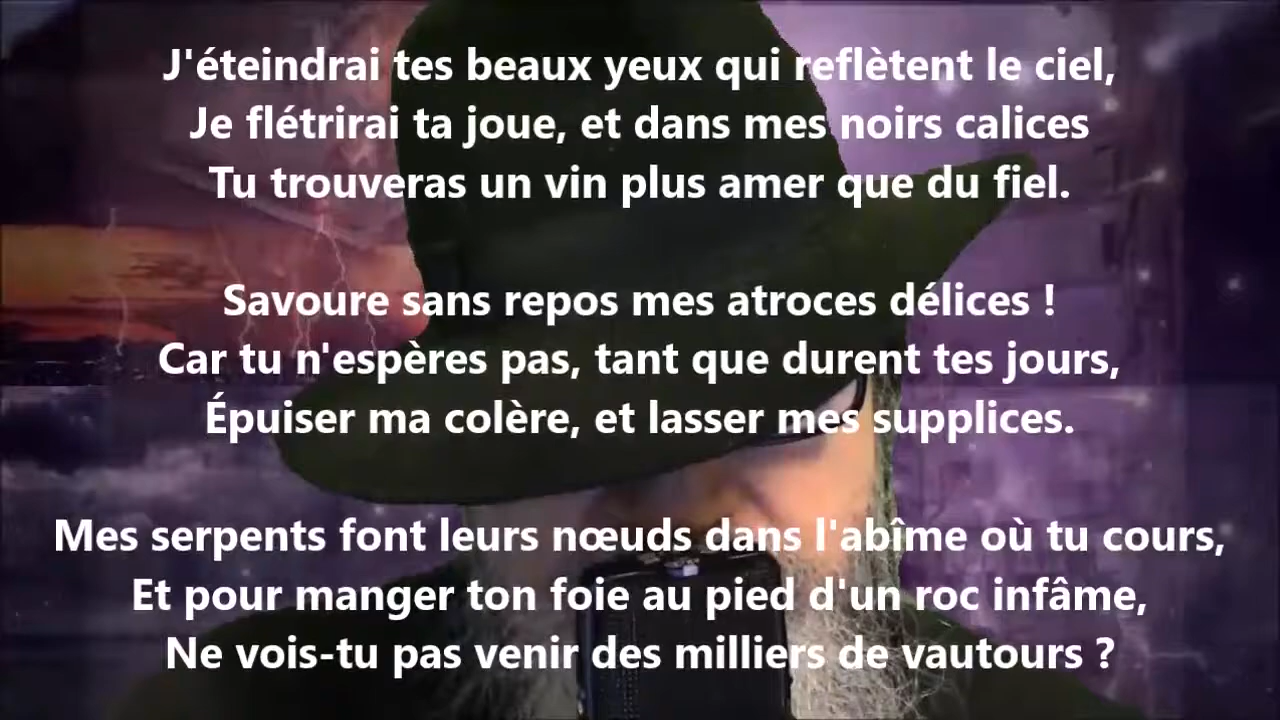 J'éteindrai tes beaux yeux qui reflètent le ciel,
Je flétrirai ta joue, et dans mes noirs calices
Tu trouveras un vin plus amer que du fiel.
Savoure sans repos mes atroces délices !
Car tu n'espères pas, tant que durent tes jours,
Épuiser ma colère, et lasser mes supplices.
Mes serpents font leurs nœuds dans l'abîme où tu cours,
Et pour manger ton foie au pied d'un roc infâme,
Ne vois-tu pas venir des milliers de vautours ?